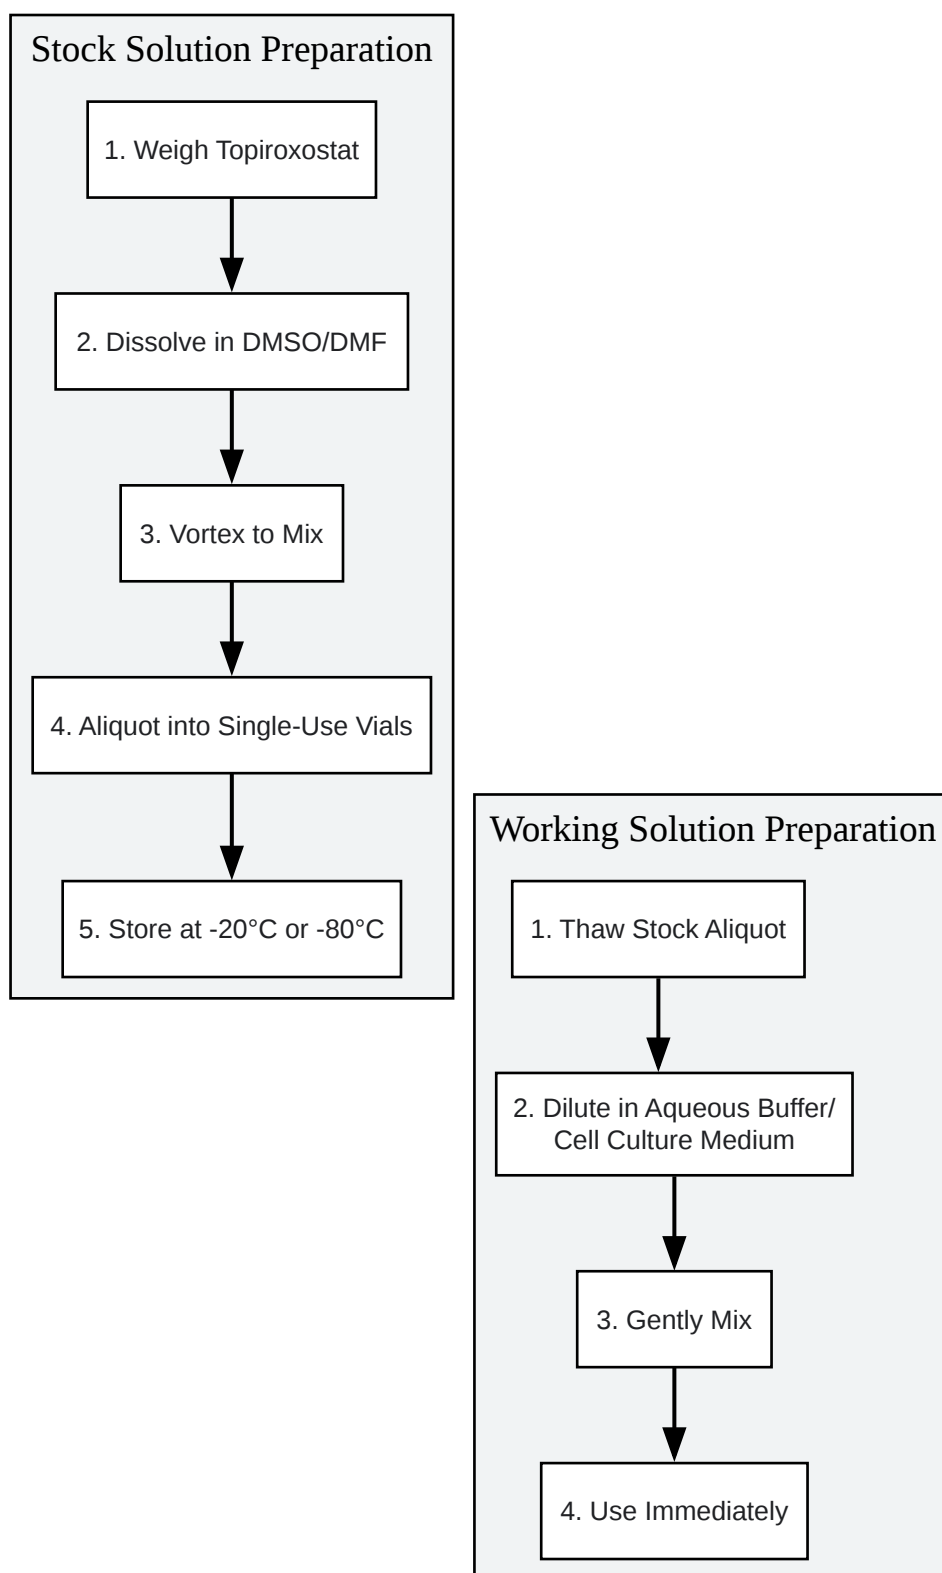 Stock Solution Preparation
1. Weigh Topiroxostat
2. Dissolve in DMSO/DMF
3. Vortex to Mix
4. Aliquot into Single-Use Vials
5. Store at -20°C or -80°C
Working Solution Preparation
1. Thaw Stock Aliquot
2. Dilute in Aqueous Buffer/
Cell Culture Medium
3. Gently Mix
4. Use Immediately